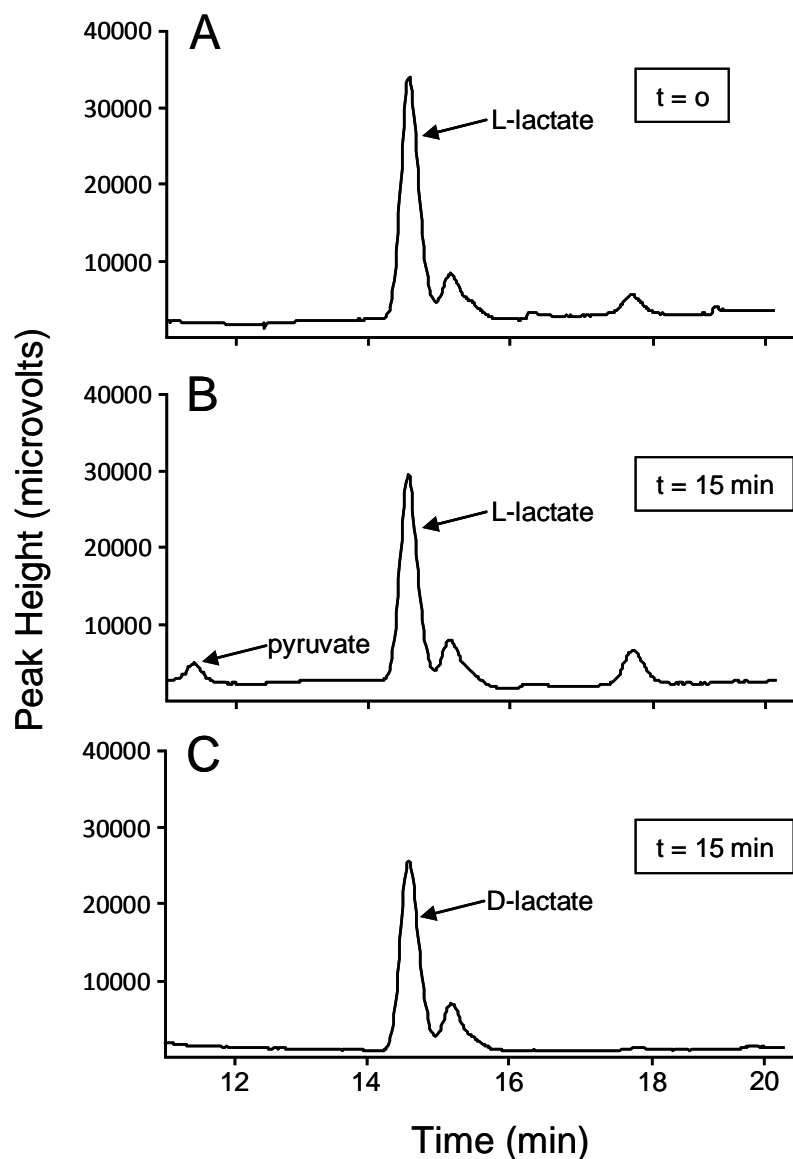 Peak Height (microvolts)
A
40000
30000
20000
10000
t = o
L-lactate
B
40000
30000
20000
10000
t = 15 min
L-lactate
pyruvate
C
40000
30000
20000
10000
t = 15 min
D-lactate
12 14 16 18 20
Time (min)